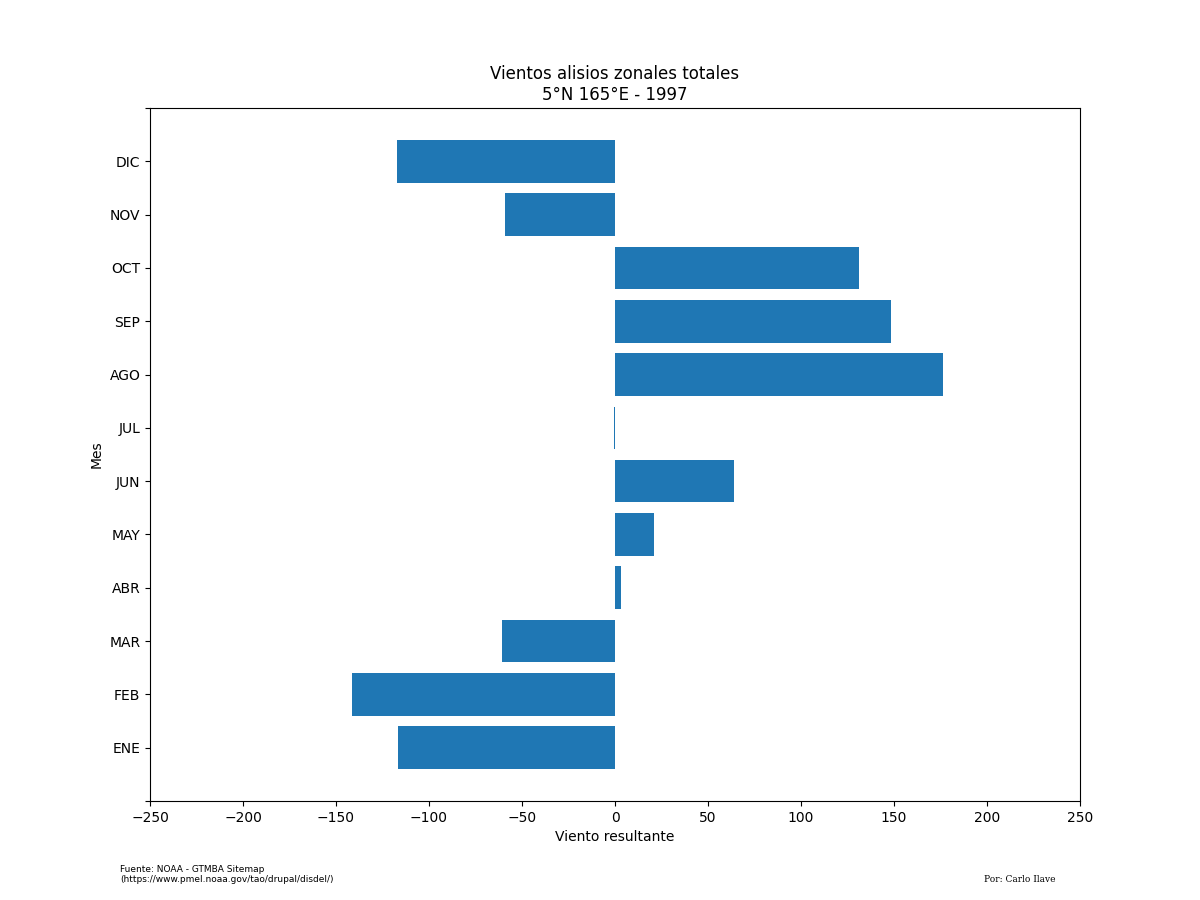 Vientos alisios zonales totales
5°N 165°E - 1997
DIC
NOV
OCT
SEP
AGO
JUL
JUN
MAY
ABR
MAR
FEB
ENE
Mes
−250 −200 −150 −100 −50 0 50 100 150 200 250
Viento resultante
Fuente: NOAA - GTMBA Sitemap
(https://www.pmel.noaa.gov/tao/drupal/disdel/)
Por: Carlo Ilave